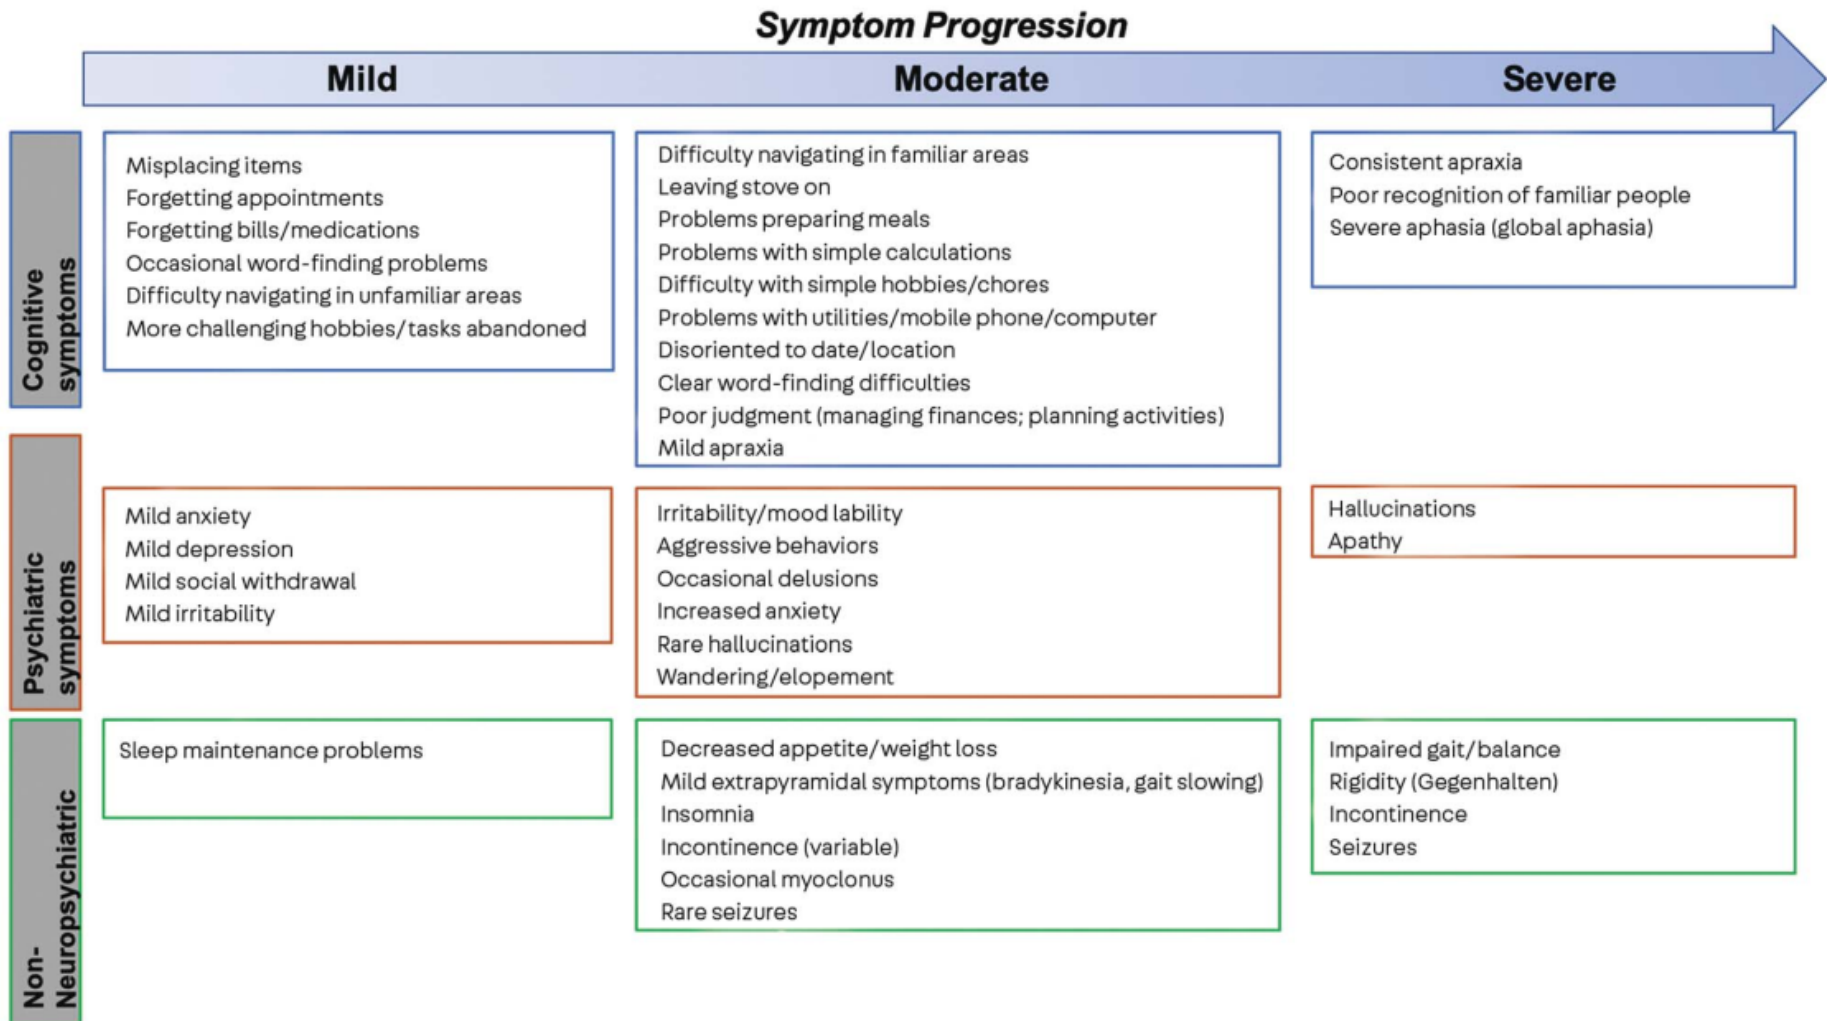 Symptom Progression
Mild
Moderate
Severe
Cognitive
symptoms
Misplacing items
Forgetting appointments
Forgetting bills/medications
Occasional word-finding problems
Difficulty navigating in unfamiliar areas
More challenging hobbies/tasks abandoned
Difficulty navigating in familiar areas
Leaving stove on
Problems preparing meals
Problems with simple calculations
Difficulty with simple hobbies/chores
Problems with utilities/mobile phone/computer
Disoriented to date/location
Clear word-finding difficulties
Poor judgment (managing finances; planning activities)
Mild apraxia
Consistent apraxia
Poor recognition of familiar people
Severe aphasia (global aphasia)
Psychiatric
symptoms
Mild anxiety
Mild depression
Mild social withdrawal
Mild irritability
Irritability/mood lability
Aggressive behaviors
Occasional delusions
Increased anxiety
Rare hallucinations
Wandering/elopement
Hallucinations
Apathy
Non-
Neuropsychiatric
Sleep maintenance problems
Decreased appetite/weight loss
Mild extrapyramidal symptoms (bradykinesia, gait slowing)
Insomnia
Incontinence (variable)
Occasional myoclonus
Rare seizures
Impaired gait/balance
Rigidity (Gegenhalten)
Incontinence
Seizures